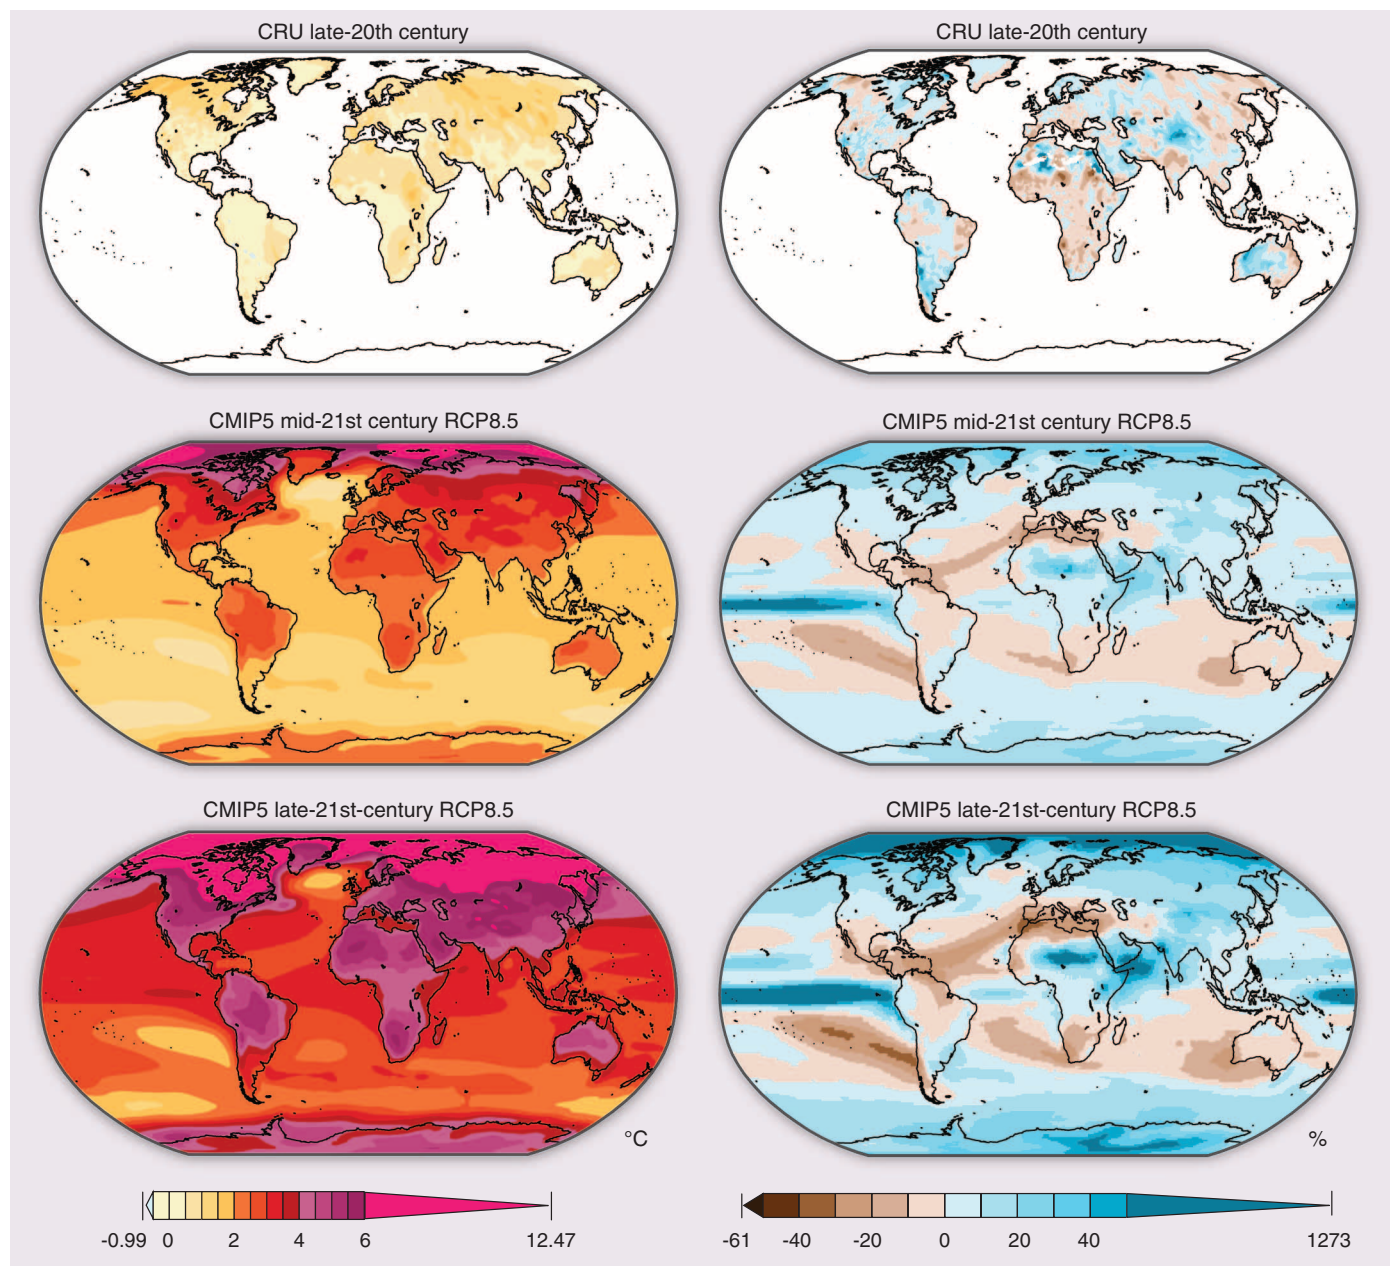 CRU late-20th century
CRU late-20th century
CMIP5 mid-21st century RCP8.5
CMIP5 mid-21st century RCP8.5
CMIP5 late-21st-century RCP8.5
CMIP5 late-21st-century RCP8.5
°C
%
-0.99 0 2 4 6 12.47
-61 -40 -20 0 20 40 1273